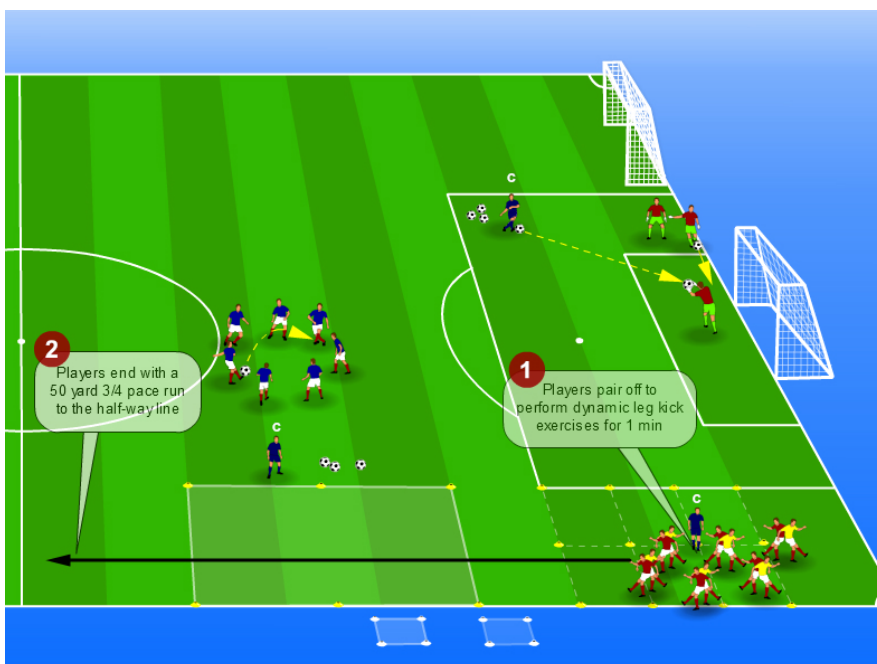 C
1
Players pair off to
perform dynamic leg kick
exercises for 1 min
2
Players end with a
50 yard 3/4 pace run
to the half-way line
C
C